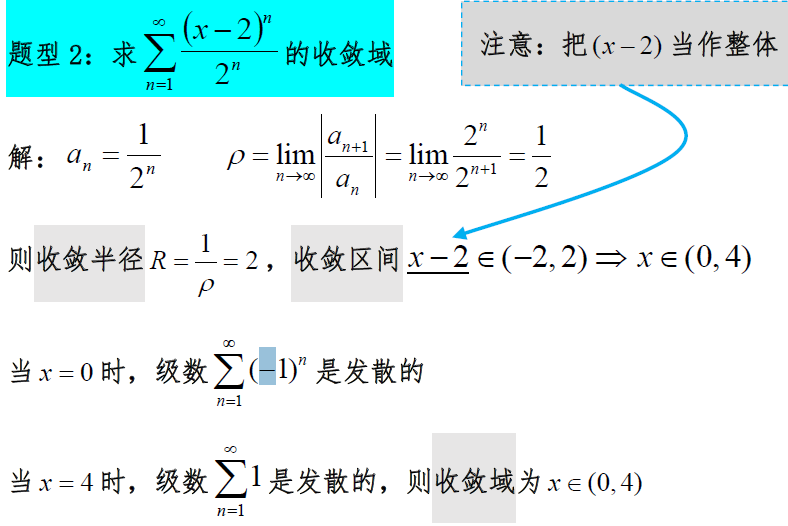 题型 2：求 $\sum_{n=1}^{\infty} \frac{(x-2)^n}{2^n}$ 的收敛域
注意：把 $(x-2)$ 当作整体
解： $a_n = \frac{1}{2^n}$ $\rho = \lim_{n \to \infty} \left| \frac{a_{n+1}}{a_n} \right| = \lim_{n \to \infty} \frac{2^n}{2^{n+1}} = \frac{1}{2}$
则收敛半径 $R = \frac{1}{\rho} = 2$ ，收敛区间 $\underline{x-2} \in (-2,2) \Rightarrow x \in (0,4)$
当 $x = 0$ 时，级数 $\sum_{n=1}^{\infty} (-1)^n$ 是发散的
当 $x = 4$ 时，级数 $\sum_{n=1}^{\infty} 1$ 是发散的，则收敛域为 $x \in (0,4)$